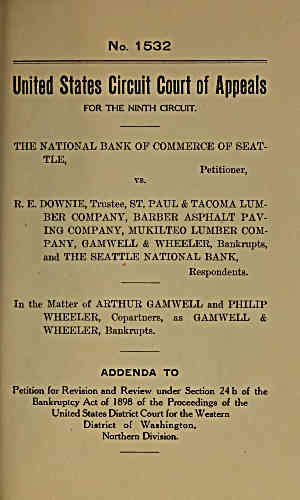 No. 1532
United States Circuit Court of Appeals
FOR THE NINTH CIRCUIT.
THE NATIONAL BANK OF COMMERCE OF SEAT-
TLE,
Petitioner,
vs.
R. E. DOWNIE, Trustee, ST. PAUL & TACOMA LUM-
BER COMPANY, BARBER ASPHALT PAV-
ING COMPANY, MUKILTEO LUMBER COM-
PANY, GAMWELL & WHEELER, Bankrupts,
and THE SEATTLE NATIONAL BANK,
Respondents.
In the Matter of ARTHUR GAMWELL and PHILIP
WHEELER, Copartners, as GAMWELL &
WHEELER, Bankrupts.
ADDENDA TO
Petition for Revision and Review under Section 24 b of the
Bankruptcy Act of 1898 of the Proceedings of the
United States District Court for the Western
District of Washington,
Northern Division.